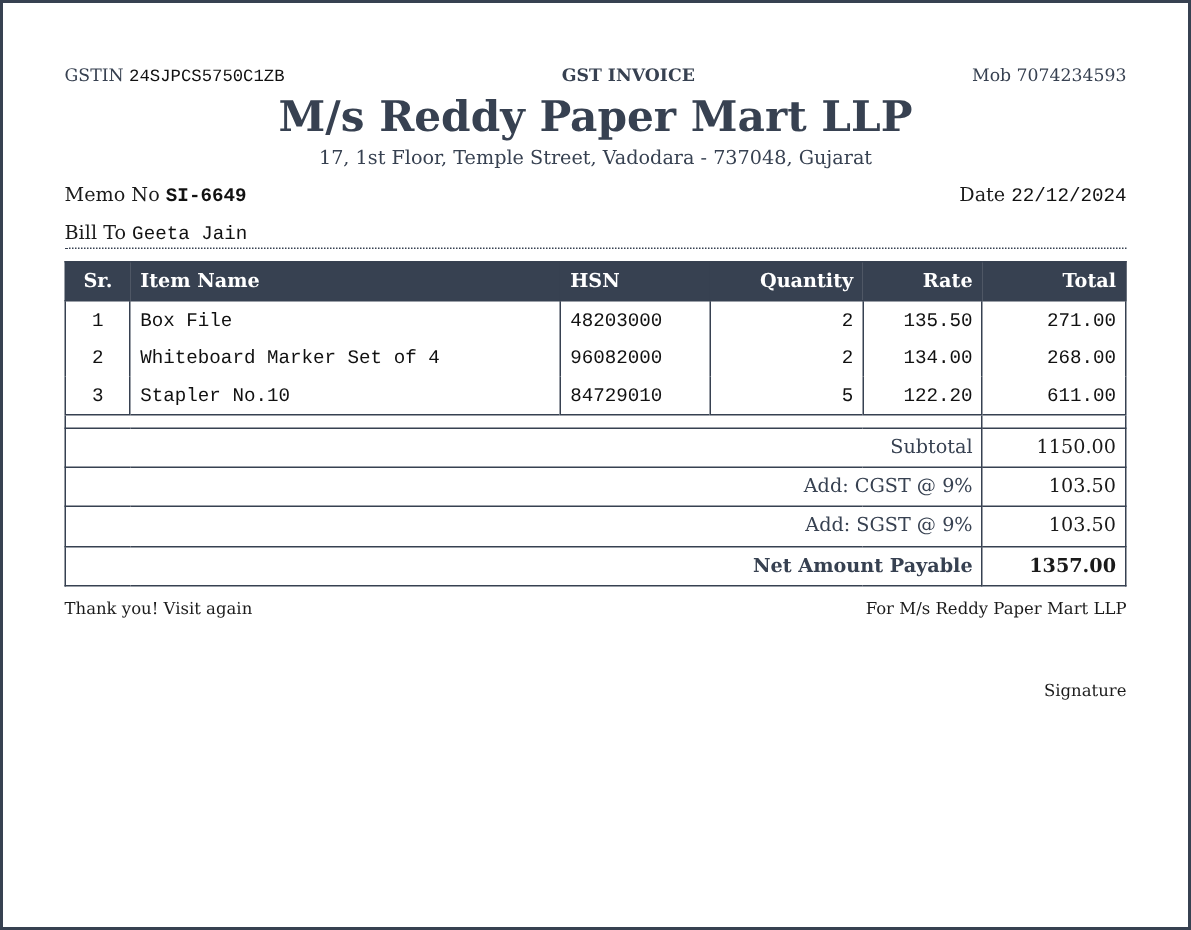 GSTIN 24SJPCS5750C1ZB GST INVOICE Mob 7074234593
M/s Reddy Paper Mart LLP
17, 1st Floor, Temple Street, Vadodara - 737048, Gujarat
Memo No SI-6649 Date 22/12/2024
Bill To Geeta Jain
Sr. Item Name HSN Quantity Rate Total
1 Box File 48203000 2 135.50 271.00
2 Whiteboard Marker Set of 4 96082000 2 134.00 268.00
3 Stapler No.10 84729010 5 122.20 611.00
Subtotal 1150.00
Add: CGST @ 9% 103.50
Add: SGST @ 9% 103.50
Net Amount Payable 1357.00
Thank you! Visit again For M/s Reddy Paper Mart LLP
Signature